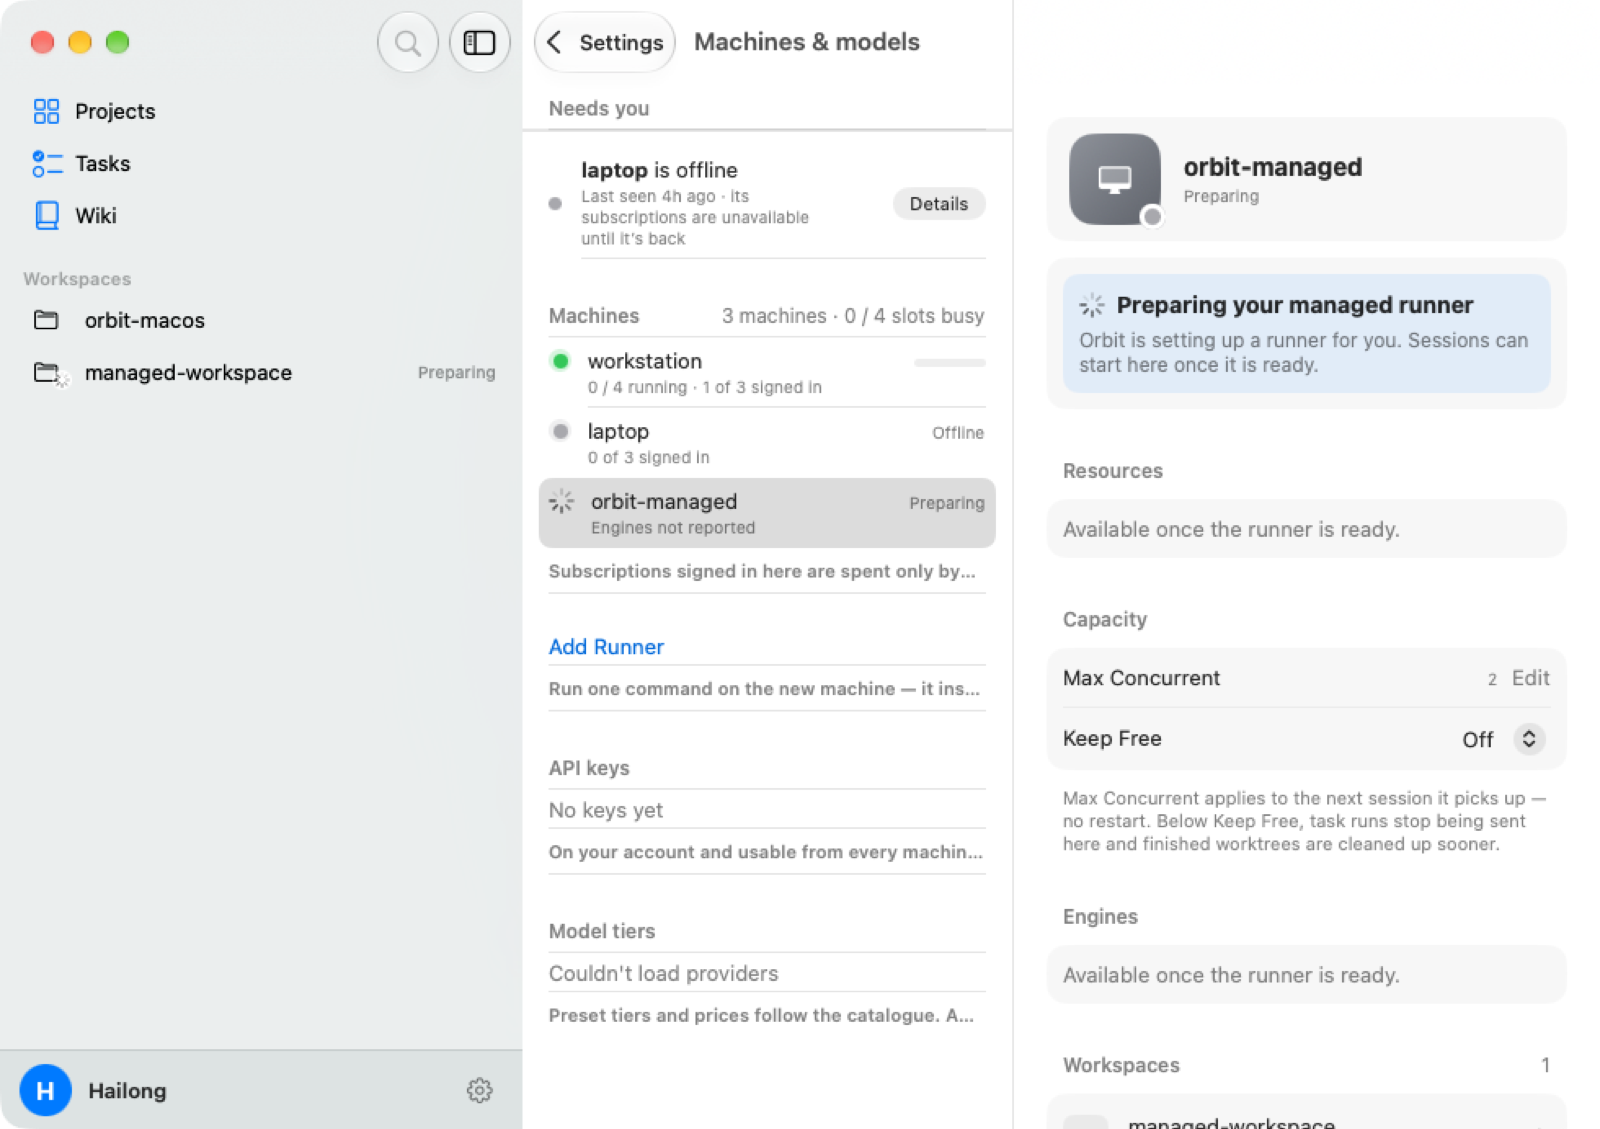 Projects
Tasks
Wiki
Workspaces
orbit-macos
managed-workspace Preparing
H Hailong
Settings Machines & models
Needs you
laptop is offline
Last seen 4h ago · its
subscriptions are unavailable
until it's back
Details
Machines 3 machines · 0 / 4 slots busy
workstation
0 / 4 running · 1 of 3 signed in
laptop Offline
0 of 3 signed in
orbit-managed Preparing
Engines not reported
Subscriptions signed in here are spent only by...
Add Runner
Run one command on the new machine — it ins...
API keys
No keys yet
On your account and usable from every machin...
Model tiers
Couldn't load providers
Preset tiers and prices follow the catalogue. A...
orbit-managed
Preparing
Preparing your managed runner
Orbit is setting up a runner for you. Sessions can
start here once it is ready.
Resources
Available once the runner is ready.
Capacity
Max Concurrent 2 Edit
Keep Free Off
Max Concurrent applies to the next session it picks up —
no restart. Below Keep Free, task runs stop being sent
here and finished worktrees are cleaned up sooner.
Engines
Available once the runner is ready.
Workspaces 1
managed-workspace